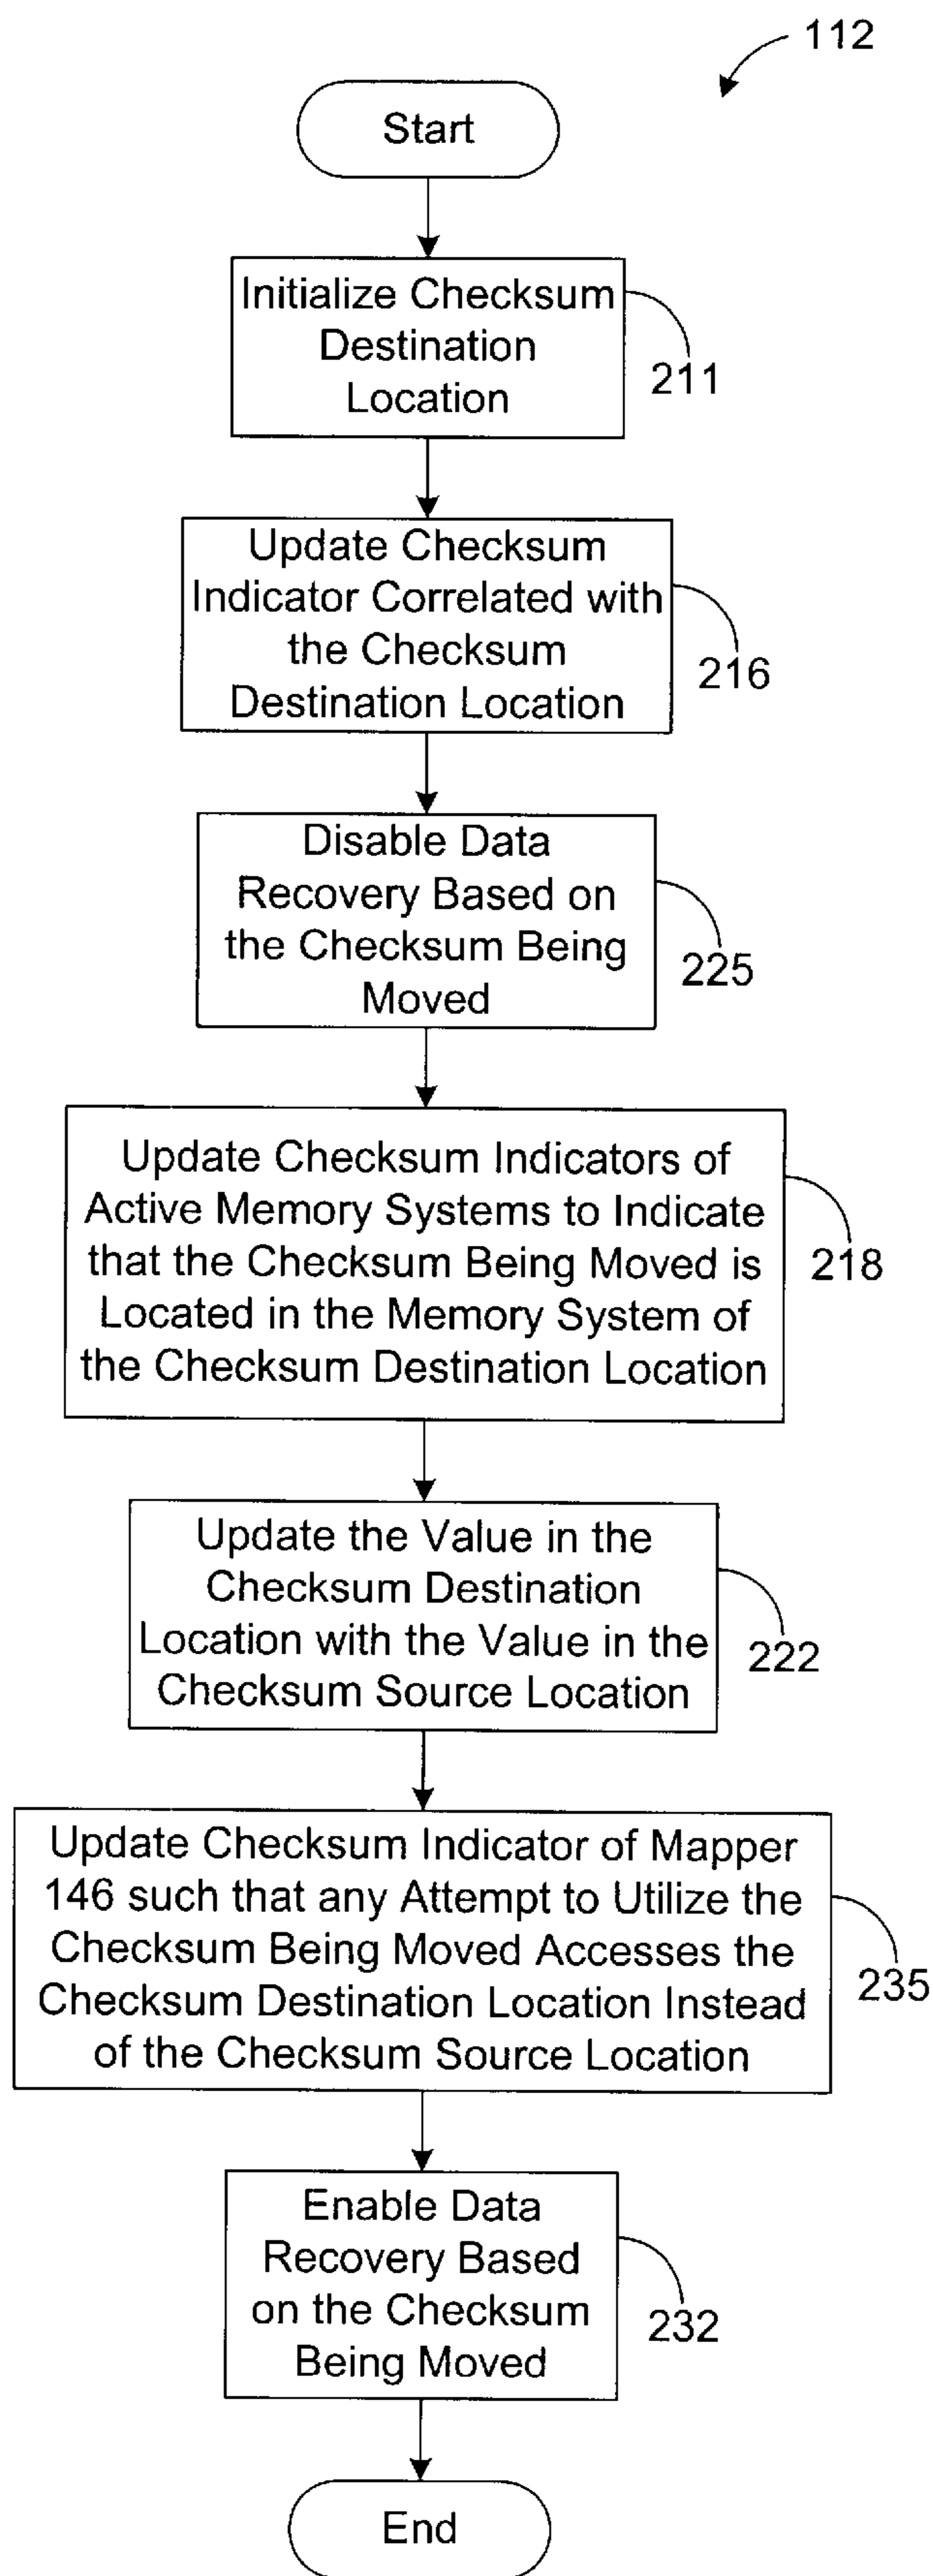 112
Start
Initialize Checksum
Destination
Location
211
Update Checksum
Indicator Correlated with
the Checksum
Destination Location
216
Disable Data
Recovery Based on
the Checksum Being
Moved
225
Update Checksum Indicators of
Active Memory Systems to Indicate
that the Checksum Being Moved is
Located in the Memory System of
the Checksum Destination Location
218
Update the Value in the
Checksum Destination
Location with the Value in the
Checksum Source Location
222
Update Checksum Indicator of Mapper
146 such that any Attempt to Utilize the
Checksum Being Moved Accesses the
Checksum Destination Location Instead
of the Checksum Source Location
235
Enable Data
Recovery Based
on the Checksum
Being Moved
232
End